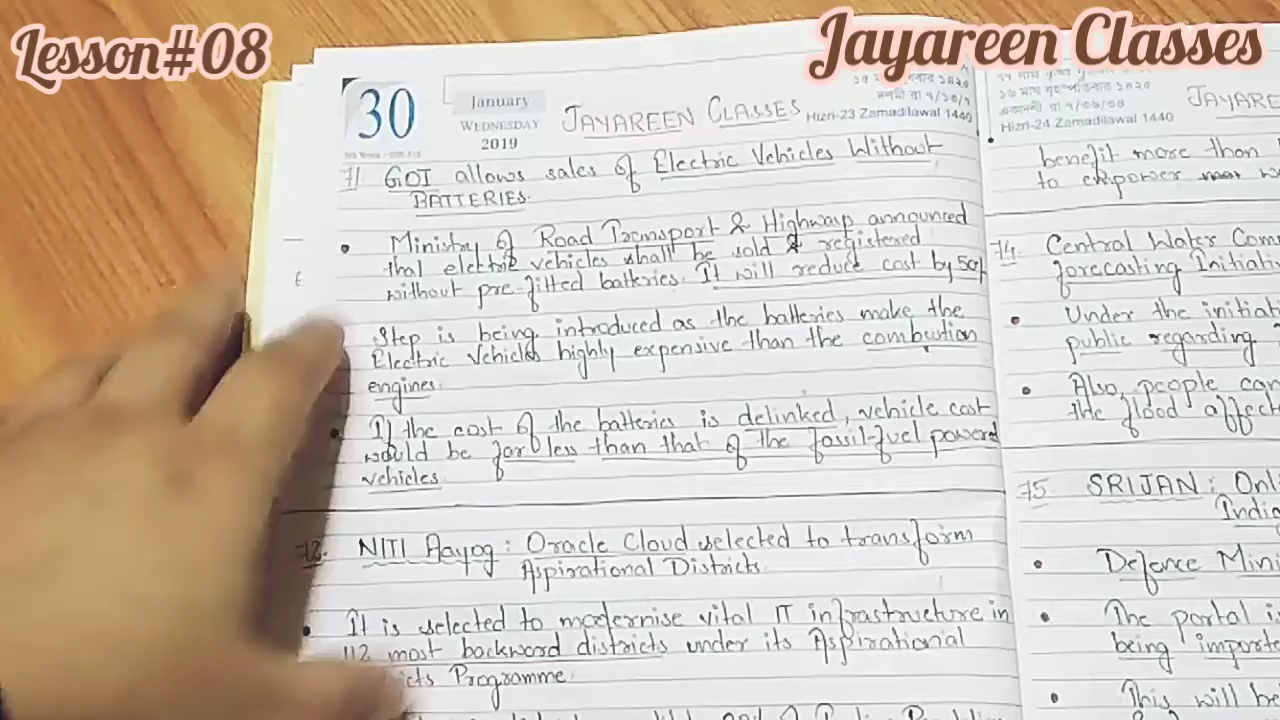 Lesson#08
Jayareen Classes
30
January
WEDNESDAY
2019
JAYAREEN CLASSES
Hizri-23 Zamadilawal 1440
71 GOI allows sales of Electric Vehicles Without
BATTERIES.
Ministry of Road Transport & Highways announced
that electric vehicles shall be sold & registered
without pre-fitted batteries. It will reduce cost by
Step is being introduced as the batteries make the
Electric Vehicles highly expensive than the combustion
engines.
If the cost of the batteries is delinked, vehicle cost
would be far less than that of the fossil-fuel powered
vehicles.
NITI Aayog: Oracle Cloud selected to transform
Aspirational Districts.
It is selected to modernise vital IT infrastructure in
112 most backward districts under its Aspirational
icts Programme.
JAYARE
Hizri-24 Zamadilawal 1440
benefit more than
to empower
74. Central Water Com
forecasting Initiativ
Under the initiat
public regarding
Also, people can
the flood affect
75. SRIJAN: Onl
India
Defence Mini
The portal is
being importe
This will be